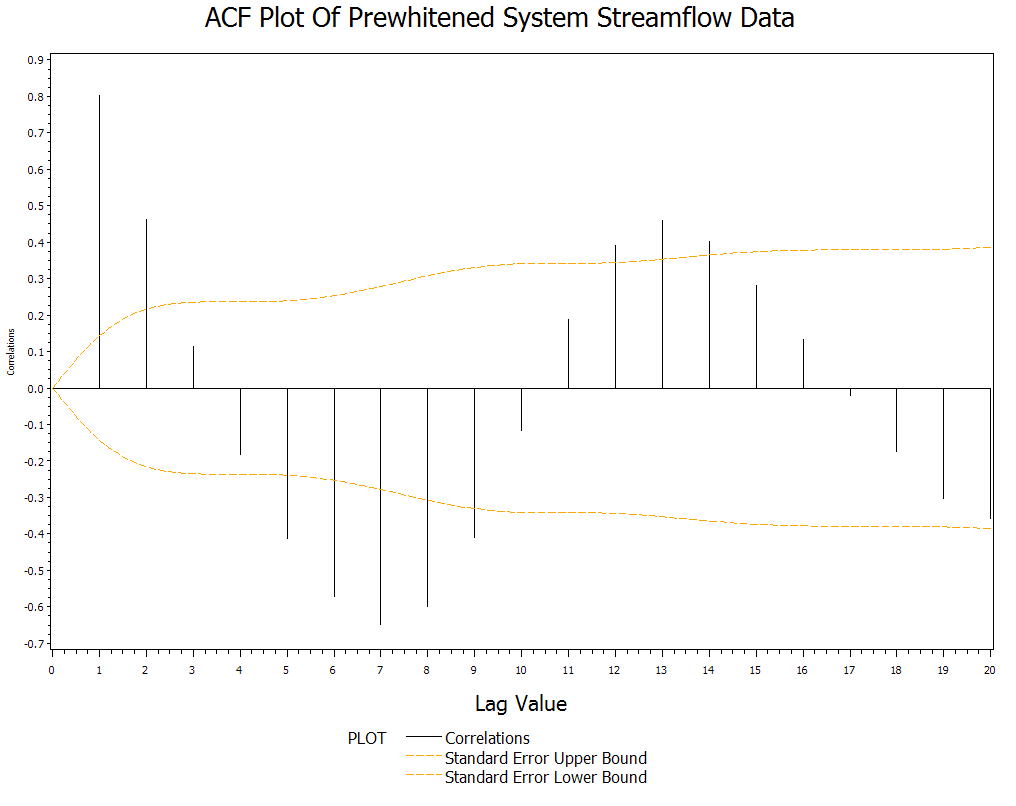 ACF Plot Of Prewhitened System Streamflow Data
0.9
0.8
0.7
0.6
0.5
0.4
0.3
0.2
0.1
0.0
-0.1
-0.2
-0.3
-0.4
-0.5
-0.6
-0.7
Correlations
0 1 2 3 4 5 6 7 8 9 10 11 12 13 14 15 16 17 18 19 20
Lag Value
PLOT Correlations
Standard Error Upper Bound
Standard Error Lower Bound